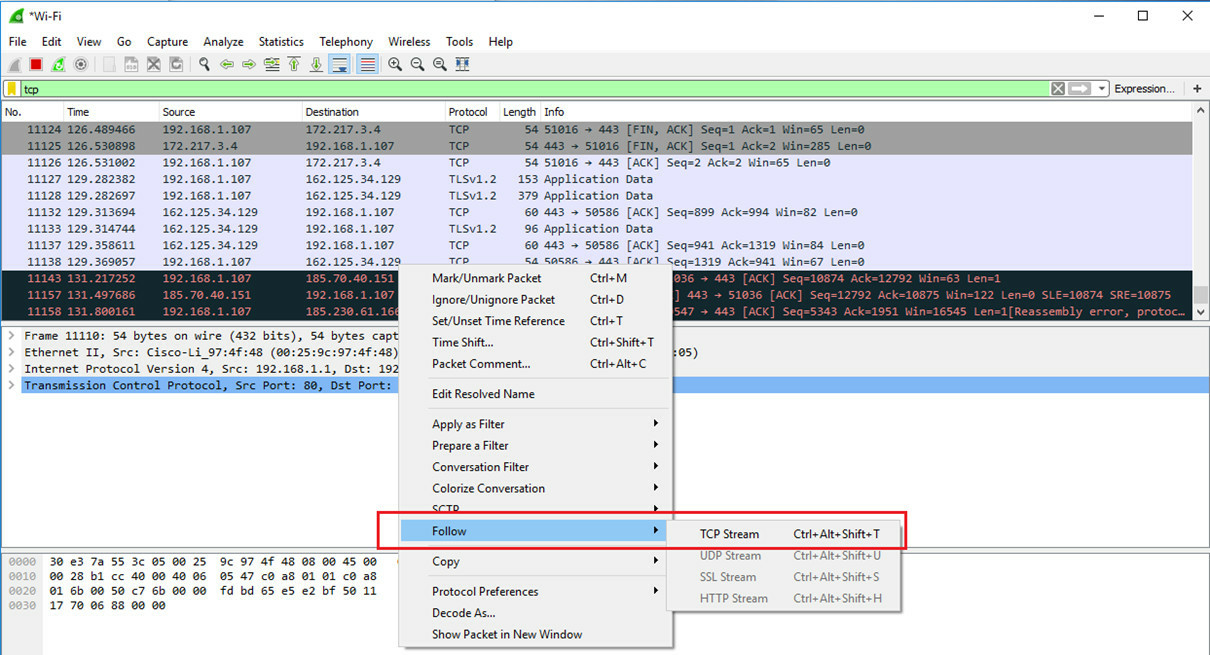 *Wi-Fi
File Edit View Go Capture Analyze Statistics Telephony Wireless Tools Help
tcp Expression... +
No. Time Source Destination Protocol Length Info
11124 126.489466 192.168.1.107 172.217.3.4 TCP 54 51016 → 443 [FIN, ACK] Seq=1 Ack=1 Win=65 Len=0
11125 126.530898 172.217.3.4 192.168.1.107 TCP 54 443 → 51016 [FIN, ACK] Seq=1 Ack=2 Win=285 Len=0
11126 126.531002 192.168.1.107 172.217.3.4 TCP 54 51016 → 443 [ACK] Seq=2 Ack=2 Win=65 Len=0
11127 129.282382 192.168.1.107 162.125.34.129 TLSv1.2 153 Application Data
11128 129.282697 192.168.1.107 162.125.34.129 TLSv1.2 379 Application Data
11132 129.313694 162.125.34.129 192.168.1.107 TCP 60 443 → 50586 [ACK] Seq=899 Ack=994 Win=82 Len=0
11133 129.314744 162.125.34.129 192.168.1.107 TLSv1.2 96 Application Data
11137 129.358611 162.125.34.129 192.168.1.107 TCP 60 443 → 50586 [ACK] Seq=941 Ack=1319 Win=84 Len=0
11138 129.369057 192.168.1.107 162.125.34.129 TCP 54 50586 → 443 [ACK] Seq=1319 Ack=941 Win=67 Len=0
11143 131.217252 192.168.1.107 185.70.40.151 036 → 443 [ACK] Seq=10874 Ack=12792 Win=63 Len=1
11157 131.497686 185.70.40.151 192.168.1.107 ] 443 → 51036 [ACK] Seq=12792 Ack=10875 Win=122 Len=0 SLE=10874 SRE=10875
11158 131.800161 192.168.1.107 185.230.61.166 547 → 443 [ACK] Seq=5343 Ack=1951 Win=16545 Len=1[Reassembly error, protoc…
Frame 11110: 54 bytes on wire (432 bits), 54 bytes capt
Ethernet II, Src: Cisco-Li_97:4f:48 (00:25:9c:97:4f:48) :05)
Internet Protocol Version 4, Src: 192.168.1.1, Dst: 192
Transmission Control Protocol, Src Port: 80, Dst Port:
Mark/Unmark Packet Ctrl+M
Ignore/Unignore Packet Ctrl+D
Set/Unset Time Reference Ctrl+T
Time Shift... Ctrl+Shift+T
Packet Comment... Ctrl+Alt+C
Edit Resolved Name
Apply as Filter
Prepare a Filter
Conversation Filter
Colorize Conversation
SCTP
Follow
TCP Stream Ctrl+Alt+Shift+T
UDP Stream Ctrl+Alt+Shift+U
SSL Stream Ctrl+Alt+Shift+S
HTTP Stream Ctrl+Alt+Shift+H
Copy
Protocol Preferences
Decode As...
Show Packet in New Window
0000 30 e3 7a 55 3c 05 00 25 9c 97 4f 48 08 00 45 00
0010 00 28 b1 cc 40 00 40 06 05 47 c0 a8 01 01 c0 a8
0020 01 6b 00 50 c7 6b 00 00 fd bd 65 e5 e2 bf 50 11
0030 17 70 06 88 00 00